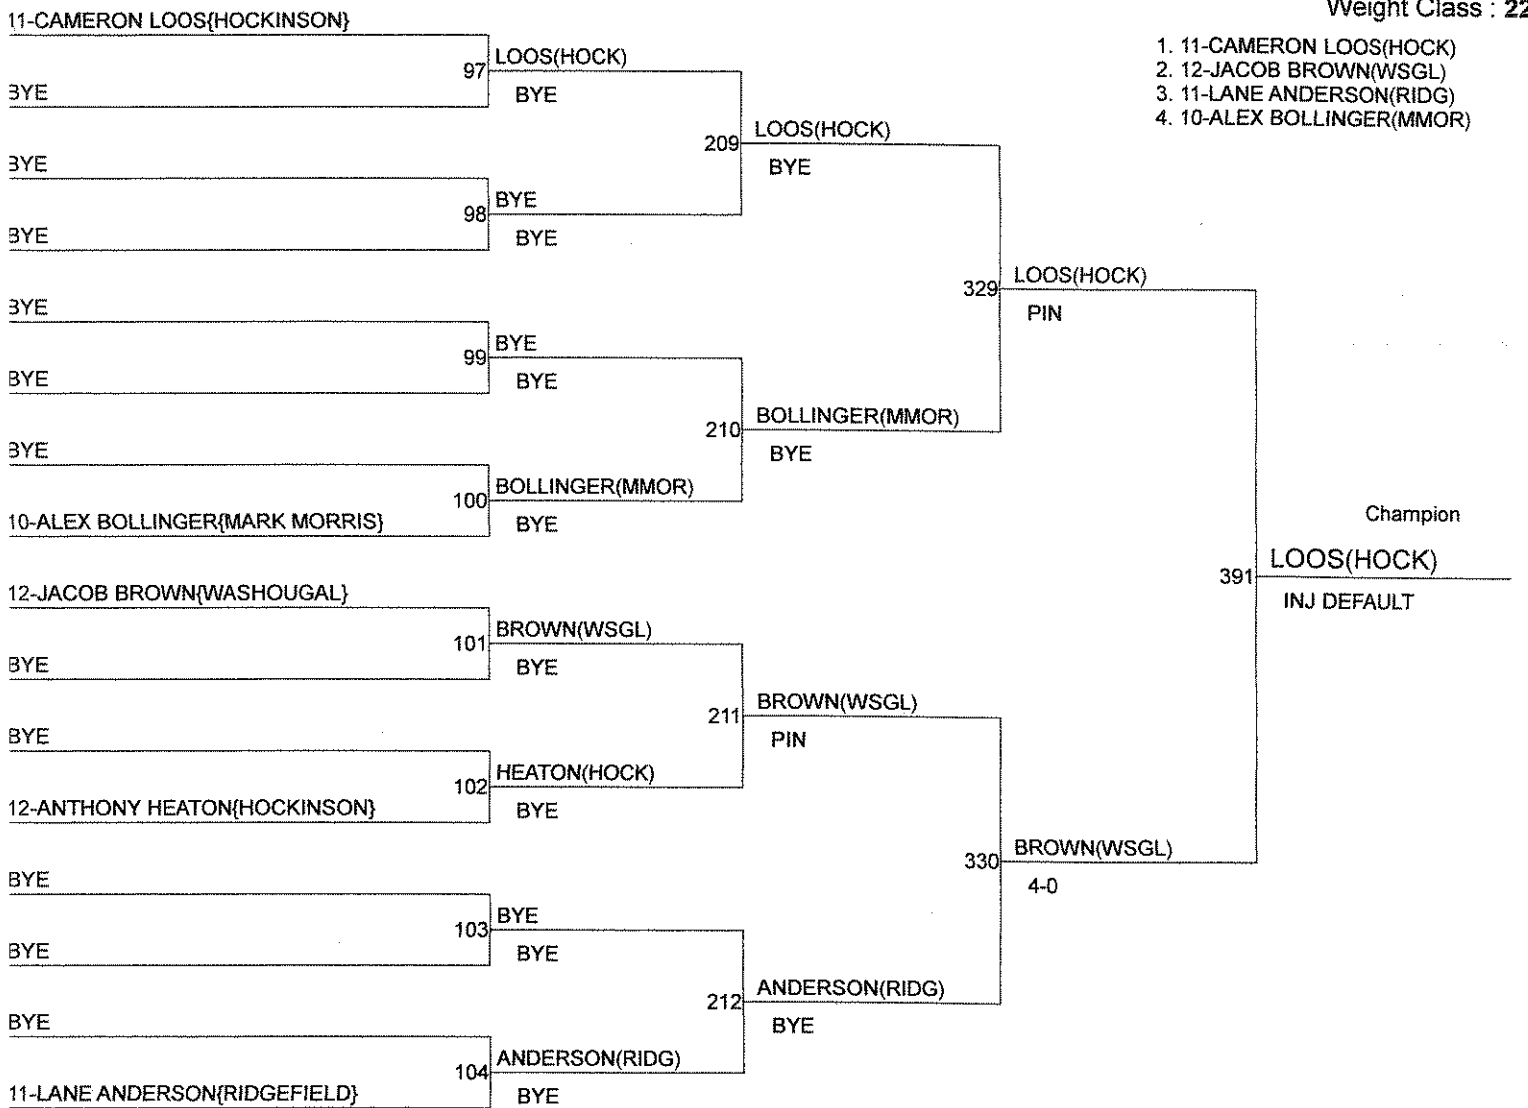 Weight Class : 22
1. 11-CAMERON LOOS(HOCK)
2. 12-JACOB BROWN(WSGL)
3. 11-LANE ANDERSON(RIDG)
4. 10-ALEX BOLLINGER(MMOR)
11-CAMERON LOOS{HOCKINSON}
97 LOOS(HOCK)
BYE
BYE
209 LOOS(HOCK)
BYE
BYE
98 BYE
BYE
BYE
329 LOOS(HOCK)
PIN
BYE
99 BYE
BYE
BYE
210 BOLLINGER(MMOR)
BYE
BYE
100 BOLLINGER(MMOR)
10-ALEX BOLLINGER{MARK MORRIS}
BYE
Champion
391 LOOS(HOCK)
INJ DEFAULT
12-JACOB BROWN{WASHOUGAL}
101 BROWN(WSGL)
BYE
BYE
211 BROWN(WSGL)
PIN
BYE
102 HEATON(HOCK)
12-ANTHONY HEATON{HOCKINSON}
BYE
330 BROWN(WSGL)
4-0
BYE
103 BYE
BYE
BYE
212 ANDERSON(RIDG)
BYE
BYE
104 ANDERSON(RIDG)
11-LANE ANDERSON{RIDGEFIELD}
BYE